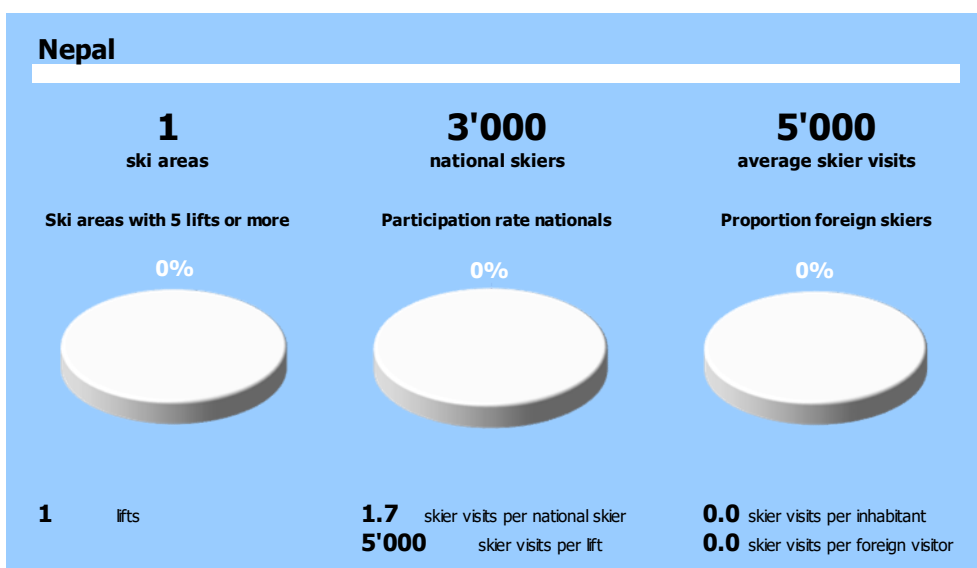 Nepal
1 3'000 5'000
ski areas national skiers average skier visits
Ski areas with 5 lifts or more Participation rate nationals Proportion foreign skiers
0% 0% 0%
1 lifts 1.7 skier visits per national skier 0.0 skier visits per inhabitant
5'000 skier visits per lift 0.0 skier visits per foreign visitor